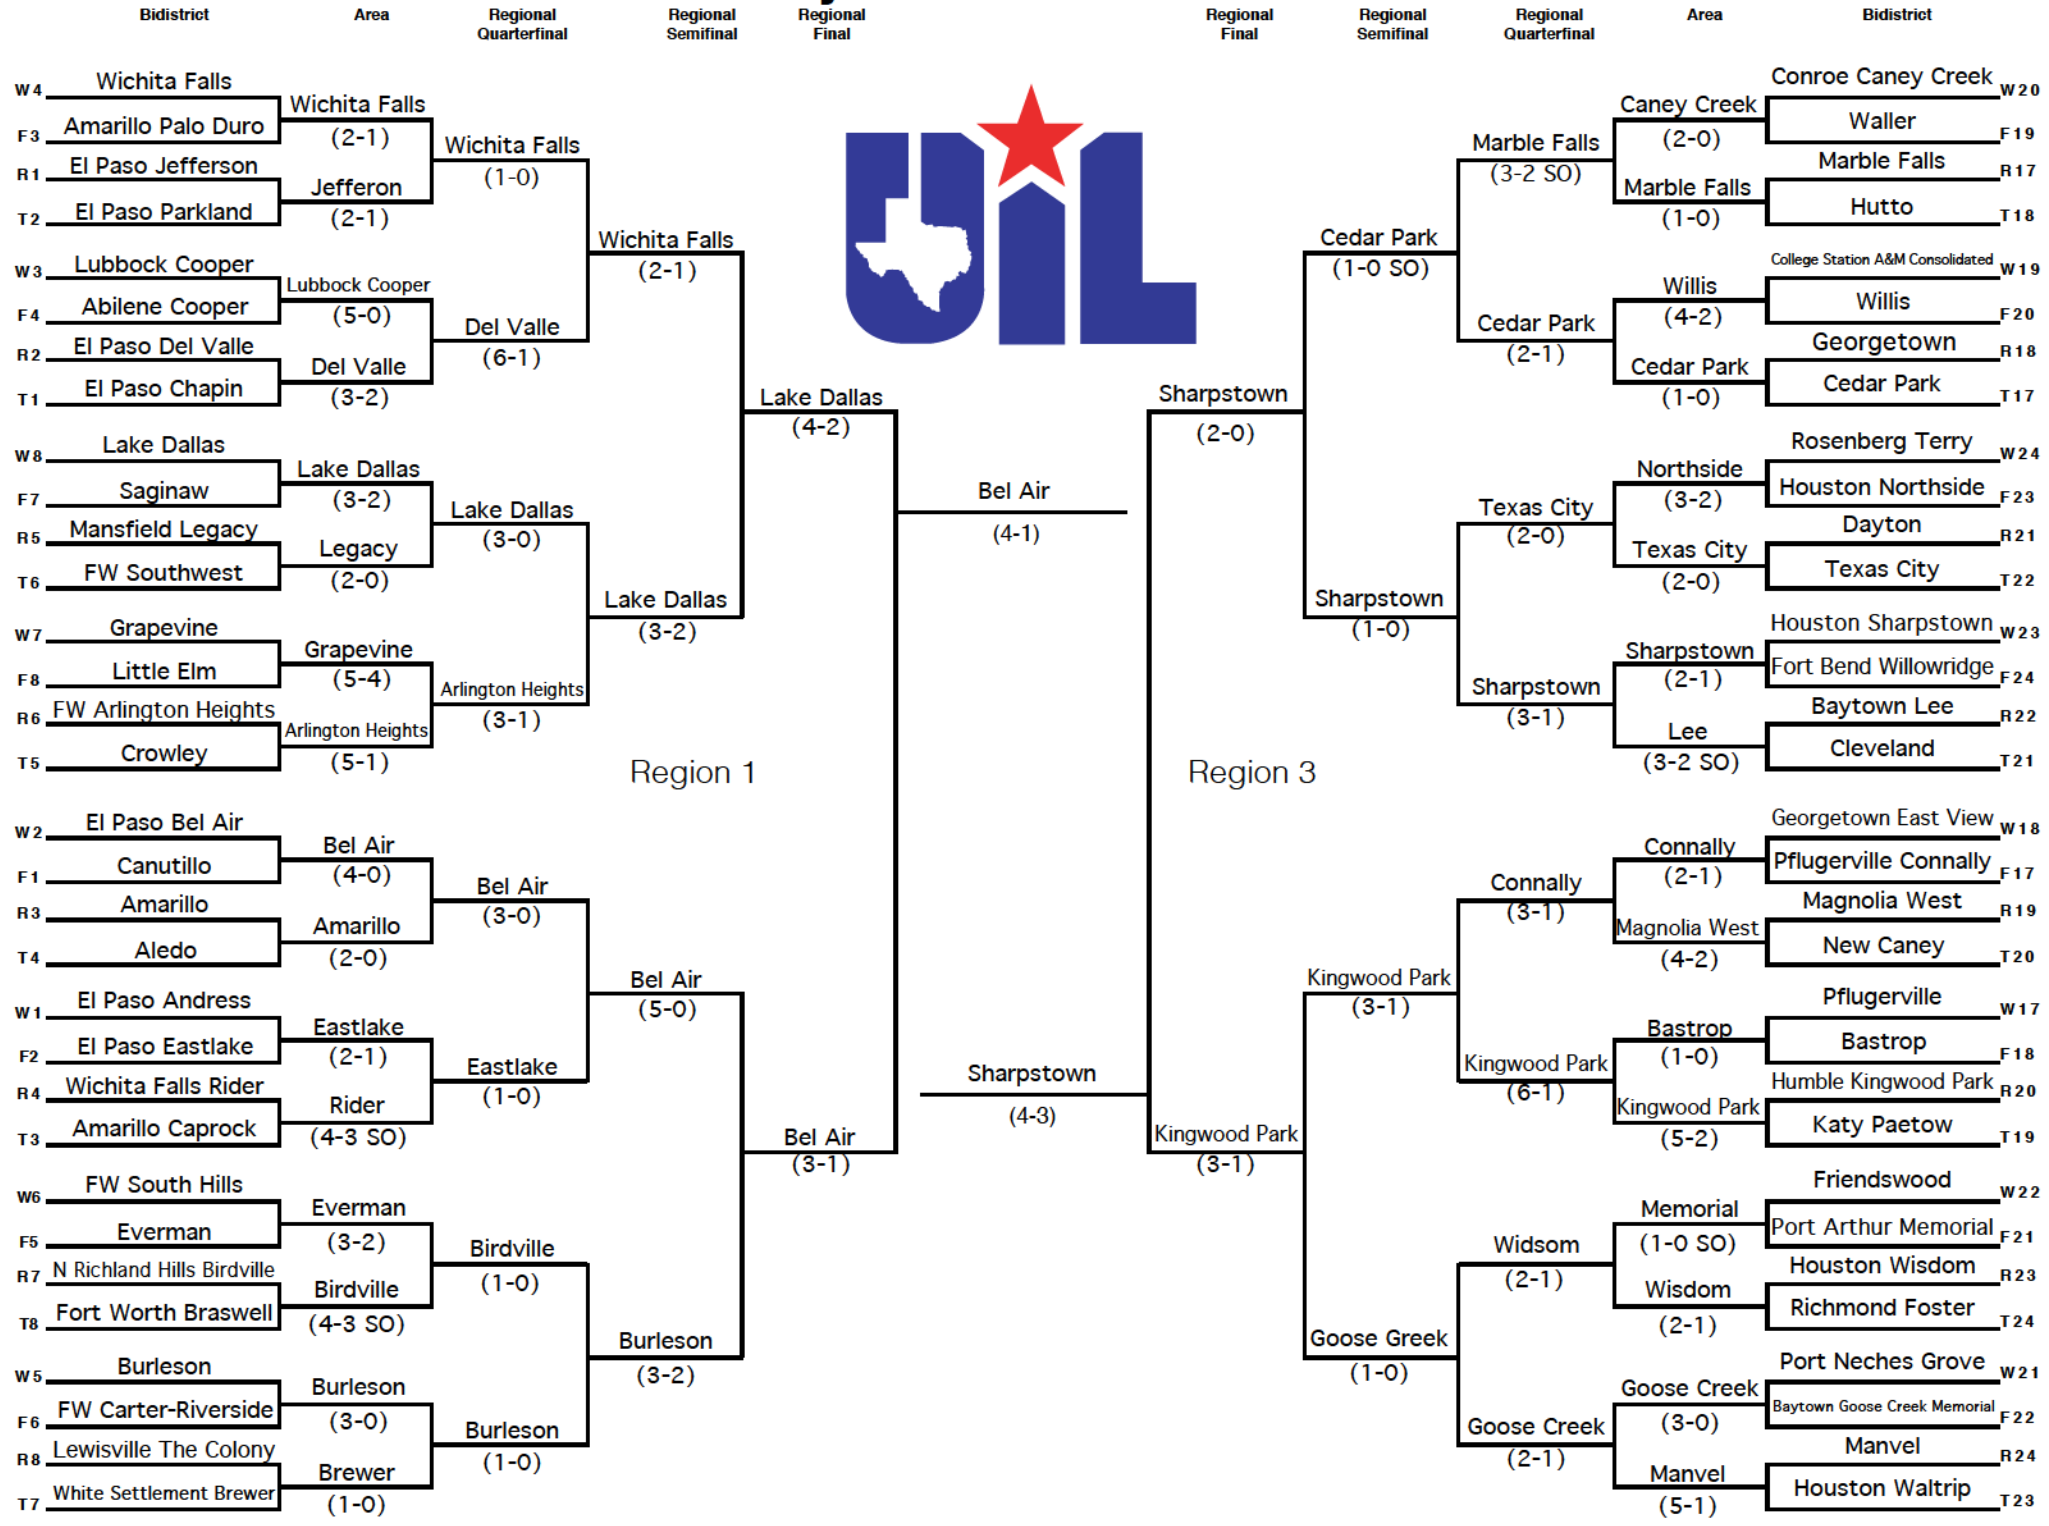 Bidistrict
Area
Regional
Quarterfinal
Regional
Semifinal
Regional
Final
Regional
Final
Regional
Semifinal
Regional
Quarterfinal
Area
Bidistrict
W4
Wichita Falls
F3
Amarillo Palo Duro
R1
El Paso Jefferson
T2
El Paso Parkland
W3
Lubbock Cooper
F4
Abilene Cooper
R2
El Paso Del Valle
T1
El Paso Chapin
W8
Lake Dallas
F7
Saginaw
R5
Mansfield Legacy
T6
FW Southwest
W7
Grapevine
F8
Little Elm
R6
FW Arlington Heights
T5
Crowley
W2
El Paso Bel Air
F1
Canutillo
R3
Amarillo
T4
Aledo
W1
El Paso Andress
F2
El Paso Eastlake
R4
Wichita Falls Rider
T3
Amarillo Caprock
W6
FW South Hills
F5
Everman
R7
N Richland Hills Birdville
T8
Fort Worth Braswell
W5
Burleson
F6
FW Carter-Riverside
R8
Lewisville The Colony
T7
White Settlement Brewer
Wichita Falls
(2-1)
Jefferon
(2-1)
Lubbock Cooper
(5-0)
Del Valle
(3-2)
Lake Dallas
(3-2)
Legacy
(2-0)
Grapevine
(5-4)
Arlington Heights
(5-1)
Bel Air
(4-0)
Amarillo
(2-0)
Eastlake
(2-1)
Rider
(4-3 SO)
Everman
(3-2)
Birdville
(4-3 SO)
Burleson
(3-0)
Brewer
(1-0)
Wichita Falls
(1-0)
Del Valle
(6-1)
Lake Dallas
(3-0)
Arlington Heights
(3-1)
Bel Air
(3-0)
Eastlake
(1-0)
Birdville
(1-0)
Burleson
(1-0)
Wichita Falls
(2-1)
Lake Dallas
(3-2)
Region 1
Bel Air
(5-0)
Burleson
(3-2)
Lake Dallas
(4-2)
Bel Air
(3-1)
UIL
Bel Air
(4-1)
Sharpstown
(4-3)
Sharpstown
(2-0)
Kingwood Park
(3-1)
Region 3
Cedar Park
(1-0 SO)
Sharpstown
(1-0)
Kingwood Park
(3-1)
Goose Greek
(1-0)
Marble Falls
(3-2 SO)
Cedar Park
(2-1)
Texas City
(2-0)
Sharpstown
(3-1)
Connally
(3-1)
Kingwood Park
(6-1)
Widsom
(2-1)
Goose Creek
(2-1)
Caney Creek
(2-0)
Marble Falls
(1-0)
Willis
(4-2)
Cedar Park
(1-0)
Northside
(3-2)
Texas City
(2-0)
Sharpstown
(2-1)
Lee
(3-2 SO)
Connally
(2-1)
Magnolia West
(4-2)
Bastrop
(1-0)
Kingwood Park
(5-2)
Memorial
(1-0 SO)
Wisdom
(2-1)
Goose Creek
(3-0)
Manvel
(5-1)
Conroe Caney Creek
W20
Waller
F19
Marble Falls
R17
Hutto
T18
College Station A&M Consolidated
W19
Willis
F20
Georgetown
R18
Cedar Park
T17
Rosenberg Terry
W24
Houston Northside
F23
Dayton
R21
Texas City
T22
Houston Sharpstown
W23
Fort Bend Willowridge
F24
Baytown Lee
R22
Cleveland
T21
Georgetown East View
W18
Pflugerville Connally
F17
Magnolia West
R19
New Caney
T20
Pflugerville
W17
Bastrop
F18
Humble Kingwood Park
R20
Katy Paetow
T19
Friendswood
W22
Port Arthur Memorial
F21
Houston Wisdom
R23
Richmond Foster
T24
Port Neches Grove
W21
Baytown Goose Creek Memorial
F22
Manvel
R24
Houston Waltrip
T23